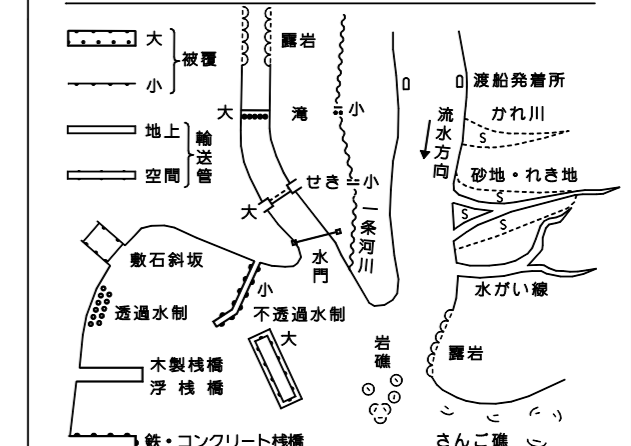 大
小
被覆
地上
空間
輸送管
露岩
大
滝
小
せき
小
大
一条河川
水門
渡船発着所
かれ川
S
流水方向
砂地・れき地
S
S
水がい線
敷石斜坂
小
透過水制
不透過水制
大
木製桟橋
浮桟橋
岩礁
露岩
鉄・コンクリート桟橋
さんご礁